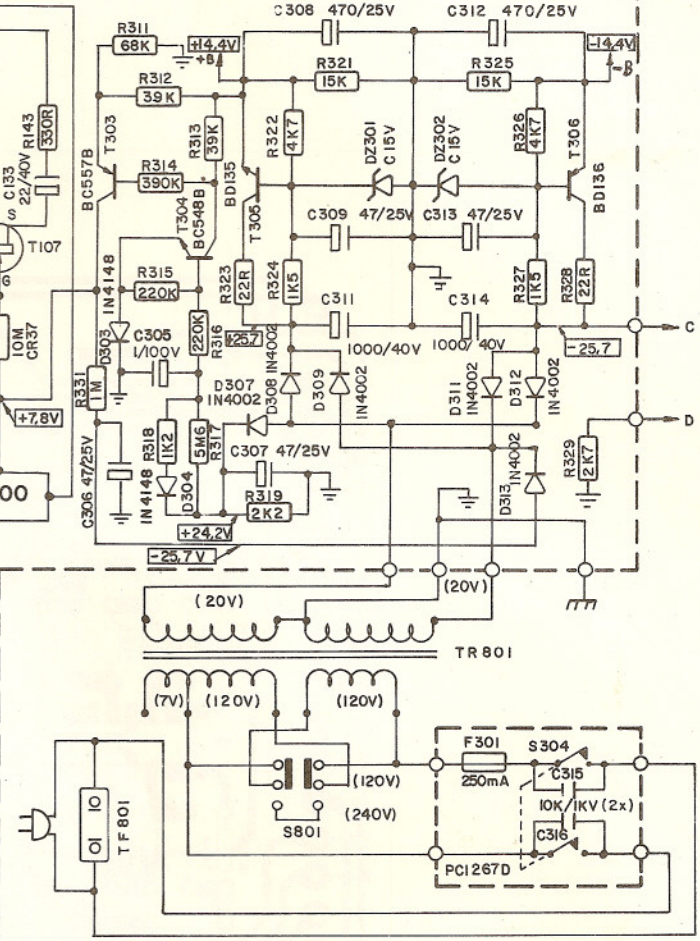 C308 470/25V
C312 470/25V
R311
68K
+14,4V
+B
-14,4V
-B
R321
15K
R325
15K
R312
39K
R143
330R
T303
R313
39K
R322
4K7
DZ301
C15V
DZ302
C15V
R326
4K7
T306
C133
22/40V
BC557B
R314
390K
T304
BC548B
BD135
T305
BD136
S
T107
G
C309 47/25V
C313 47/25V
IN4148
D303
R315
220K
R323
22R
R324
1K5
R327
1K5
R328
22R
C311
1000/40V
C314
1000/40V
C
10M
CR37
C305
1/100V
220K
R316
+25,7
-25,7
R331
1M
D307
IN4002
D308
IN4002
D309
IN4002
D311
IN4002
D312
IN4002
D
+7,8V
R318
1K2
5M6
R317
C307 47/25V
R329
2K7
00
C306 47/25V
IN4148
D304
R319
2K2
D313
IN4002
+24,2V
-25,7V
(20V)
(20V)
TR801
(7V)
(120V)
(120V)
F301
250mA
S304
C315
10K/1KV (2x)
C316
(120V)
(240V)
S801
PC1267D
10
01
TF801